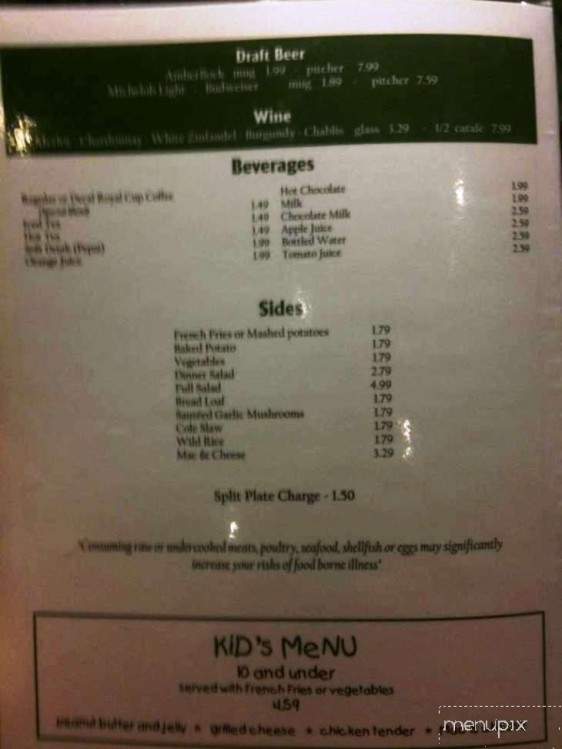 Draft Beer
AmberBock mug 1.99 - pitcher 7.99
Michelob Light - Budweiser mug 1.89 - pitcher 7.59
Wine
Merlot - Chardonnay - White Zinfandel - Burgundy - Chablis glass 3.29 - 1/2 carafe 7.99
Beverages
Regular or Decaf Royal Cup Coffee
Iced Tea 1.49
Hot Tea 1.49
Soft Drink (Pepsi) 1.49
Orange Juice 1.99
1.99
Hot Chocolate 1.99
Milk 1.99
Chocolate Milk 2.59
Apple Juice 2.59
Bottled Water 2.59
Tomato Juice 2.59
Sides
French Fries or Mashed potatoes 1.79
Baked Potato 1.79
Vegetables 1.79
Dinner Salad 2.79
Full Salad 4.99
Bread Loaf 1.79
Sautéed Garlic Mushrooms 1.79
Cole Slaw 1.79
Wild Rice 1.79
Mac & Cheese 3.29
Split Plate Charge - 1.50
"Consuming raw or undercooked meats, poultry, seafood, shellfish or eggs may significantly
increase your risks of food borne illness"
KiD's MeNU
10 and under
served with French Fries or vegetables
4.59
peanut butter and jelly ★ grilled cheese ★ chicken tender ★
menupix